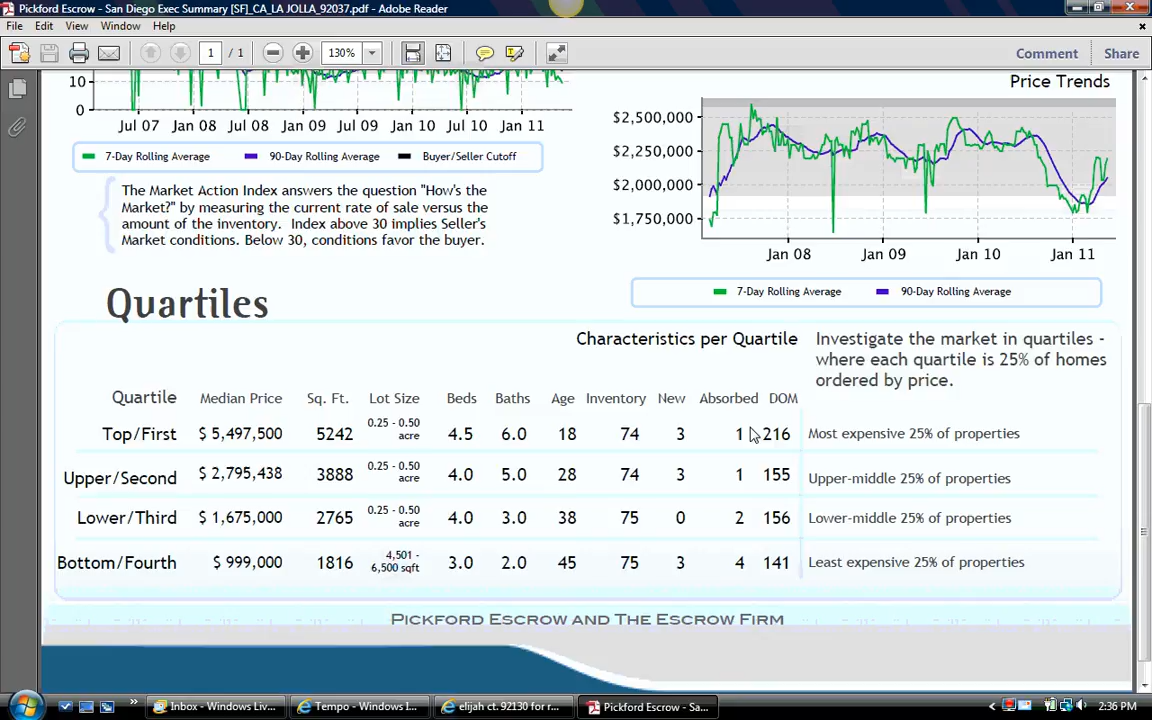 Pickford Escrow - San Diego Exec Summary [SF]_CA_LA JOLLA_92037.pdf - Adobe Reader
File Edit View Window Help
1 / 1 130% Comment Share
10
0
Jul 07 Jan 08 Jul 08 Jan 09 Jul 09 Jan 10 Jul 10 Jan 11
7-Day Rolling Average 90-Day Rolling Average Buyer/Seller Cutoff
The Market Action Index answers the question "How's the
Market?" by measuring the current rate of sale versus the
amount of the inventory. Index above 30 implies Seller's
Market conditions. Below 30, conditions favor the buyer.
Price Trends
$2,500,000
$2,250,000
$2,000,000
$1,750,000
Jan 08 Jan 09 Jan 10 Jan 11
7-Day Rolling Average 90-Day Rolling Average
Quartiles
Characteristics per Quartile
Investigate the market in quartiles -
where each quartile is 25% of homes
ordered by price.
Quartile Median Price Sq. Ft. Lot Size Beds Baths Age Inventory New Absorbed DOM
Top/First $ 5,497,500 5242 0.25 - 0.50 acre 4.5 6.0 18 74 3 1 216 Most expensive 25% of properties
Upper/Second $ 2,795,438 3888 0.25 - 0.50 acre 4.0 5.0 28 74 3 1 155 Upper-middle 25% of properties
Lower/Third $ 1,675,000 2765 0.25 - 0.50 acre 4.0 3.0 38 75 0 2 156 Lower-middle 25% of properties
Bottom/Fourth $ 999,000 1816 4,501 - 6,500 sqft 3.0 2.0 45 75 3 4 141 Least expensive 25% of properties
Pickford Escrow and The Escrow Firm
Inbox - Windows Liv... Tempo - Windows I... elijah ct. 92130 for r... Pickford Escrow - Sa... 2:36 PM